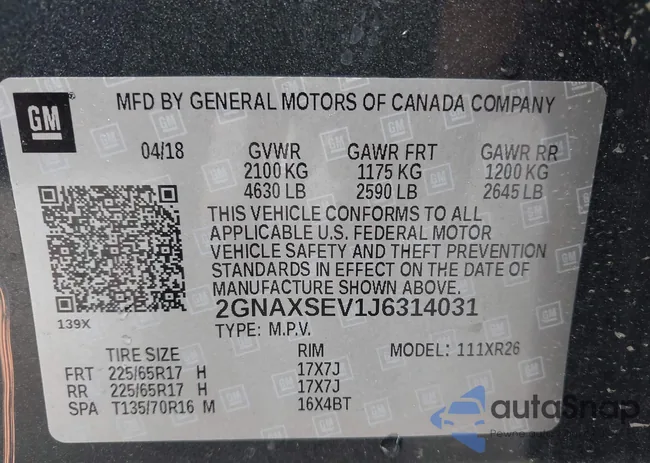 GM
MFD BY GENERAL MOTORS OF CANADA COMPANY
04/18 GVWR GAWR FRT GAWR RR
2100 KG 1175 KG 1200 KG
4630 LB 2590 LB 2645 LB
THIS VEHICLE CONFORMS TO ALL
APPLICABLE U.S. FEDERAL MOTOR
VEHICLE SAFETY AND THEFT PREVENTION
STANDARDS IN EFFECT ON THE DATE OF
MANUFACTURE SHOWN ABOVE.
139X 2GNAXSEV1J6314031
TYPE: M.P.V.
TIRE SIZE RIM MODEL: 111XR26
FRT 225/65R17 H 17X7J
RR 225/65R17 H 17X7J
SPA T135/70R16 M 16X4BT
autoSnap